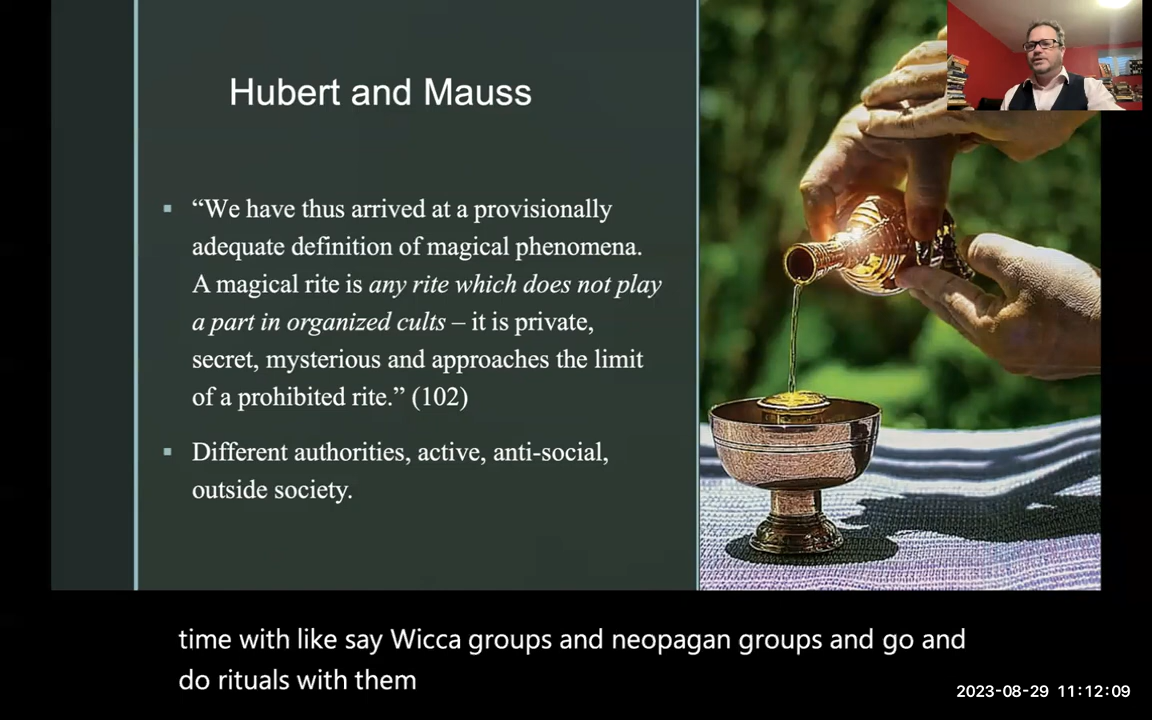 Hubert and Mauss
▪ “We have thus arrived at a provisionally
adequate definition of magical phenomena.
A magical rite is any rite which does not play
a part in organized cults – it is private,
secret, mysterious and approaches the limit
of a prohibited rite.” (102)
▪ Different authorities, active, anti-social,
outside society.
time with like say Wicca groups and neopagan groups and go and
do rituals with them
2023-08-29 11:12:09